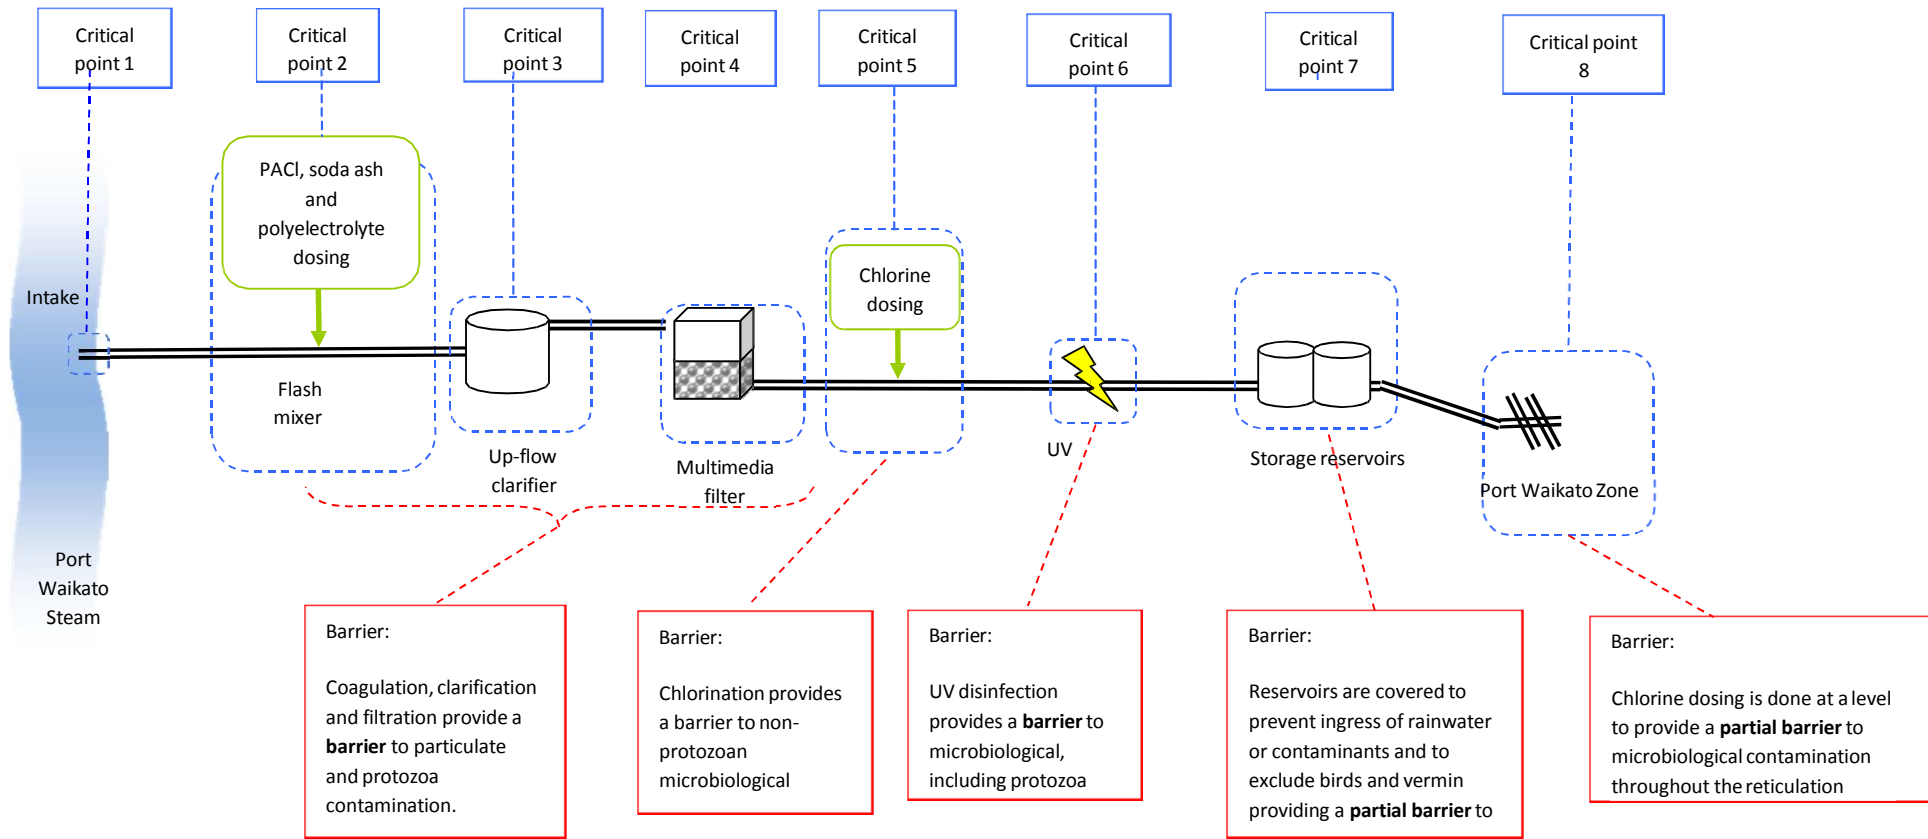 Critical
point 1
Critical
point 2
Critical
point 3
Critical
point 4
Critical
point 5
Critical
point 6
Critical
point 7
Critical point
8
PACl, soda ash
and
polyelectrolyte
dosing
Chlorine
dosing
Intake
Flash
mixer
Up-flow
clarifier
Multimedia
filter
UV
Storage reservoirs
Port Waikato Zone
Port
Waikato
Steam
Barrier:
Coagulation, clarification
and filtration provide a
barrier to particulate
and protozoa
contamination.
Barrier:
Chlorination provides
a barrier to non-
protozoan
microbiological
Barrier:
UV disinfection
provides a barrier to
microbiological,
including protozoa
Barrier:
Reservoirs are covered to
prevent ingress of rainwater
or contaminants and to
exclude birds and vermin
providing a partial barrier to
Barrier:
Chlorine dosing is done at a level
to provide a partial barrier to
microbiological contamination
throughout the reticulation